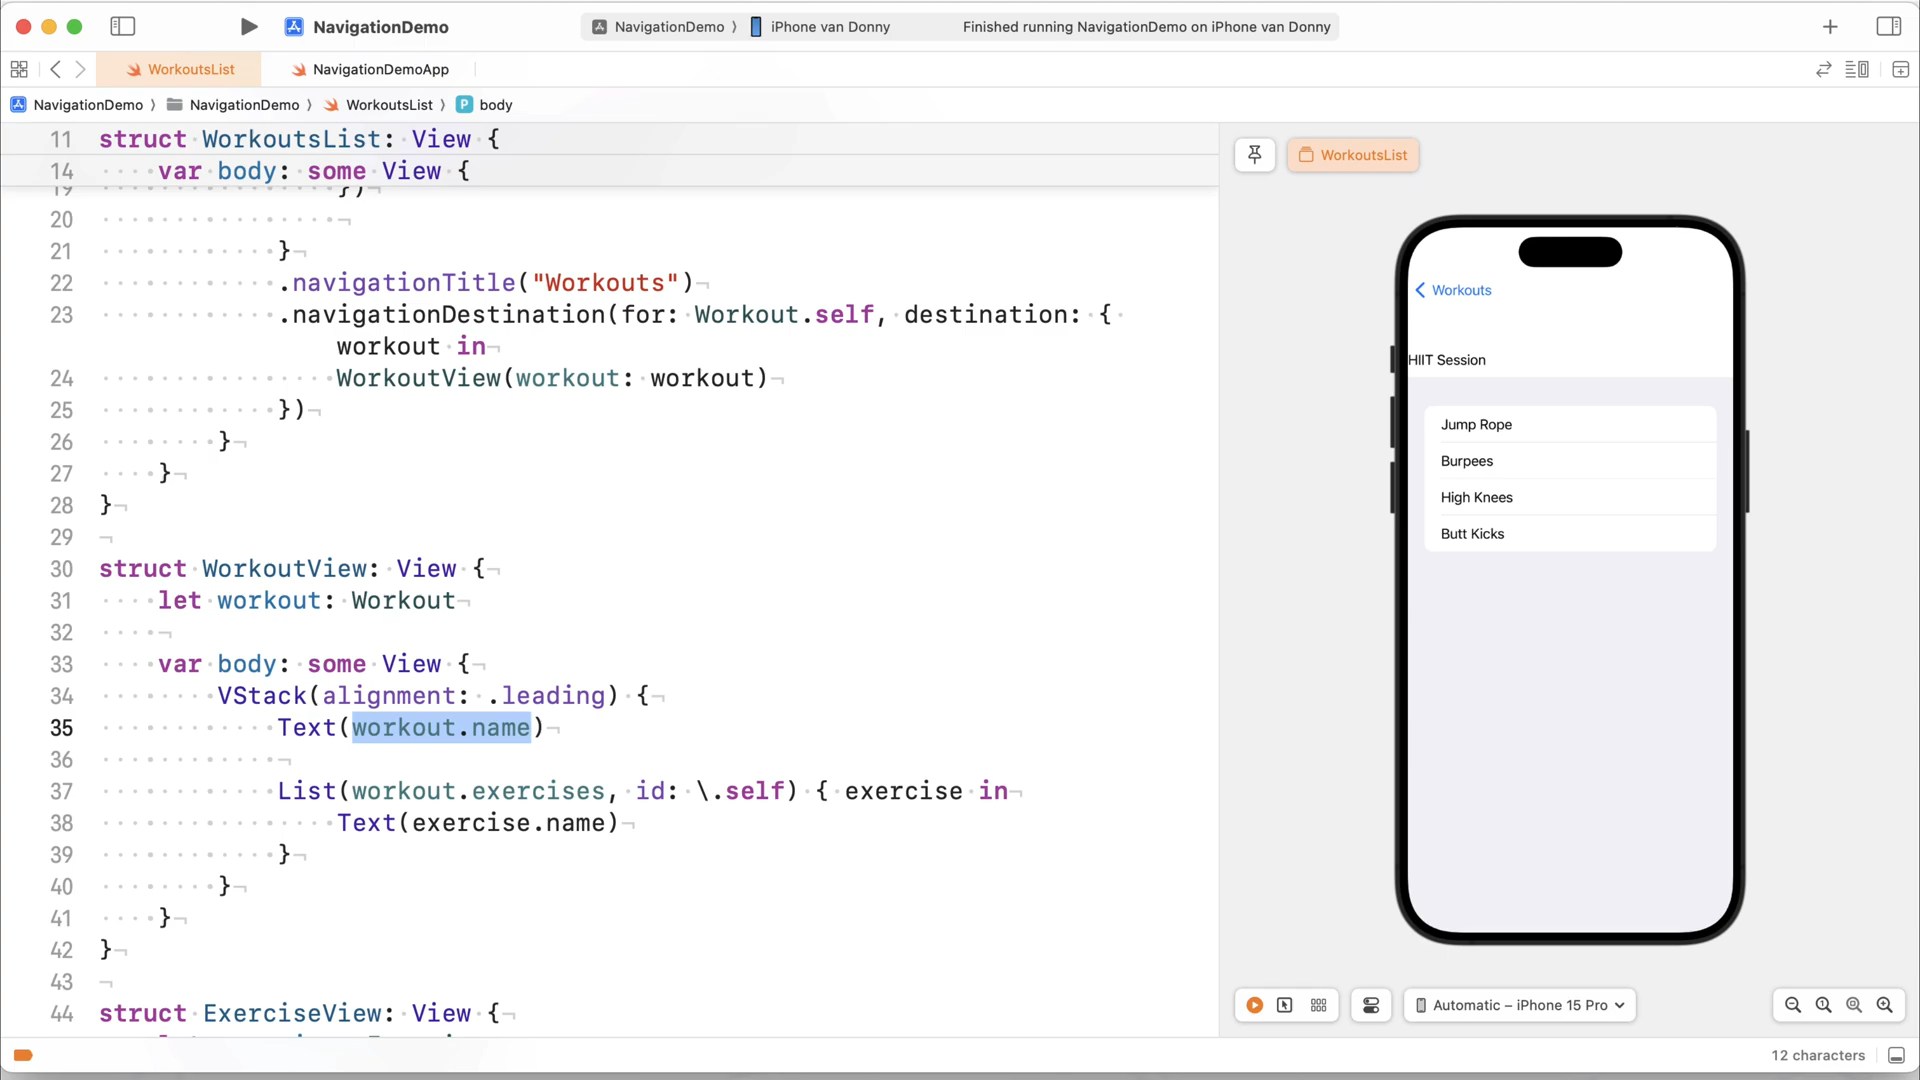 NavigationDemo
NavigationDemo ⟩ iPhone van Donny Finished running NavigationDemo on iPhone van Donny
WorkoutsList NavigationDemoApp
NavigationDemo ⟩ NavigationDemo ⟩ WorkoutsList ⟩ P body
11 struct WorkoutsList: View {
14 var body: some View {
19 })
20
21 }
22 .navigationTitle("Workouts")
23 .navigationDestination(for: Workout.self, destination: {
workout in
24 WorkoutView(workout: workout)
25 })
26 }
27 }
28 }
29
30 struct WorkoutView: View {
31 let workout: Workout
32
33 var body: some View {
34 VStack(alignment: .leading) {
35 Text(workout.name)
36
37 List(workout.exercises, id: \.self) { exercise in
38 Text(exercise.name)
39 }
40 }
41 }
42 }
43
44 struct ExerciseView: View {
WorkoutsList
Workouts
HIIT Session
Jump Rope
Burpees
High Knees
Butt Kicks
Automatic – iPhone 15 Pro
12 characters